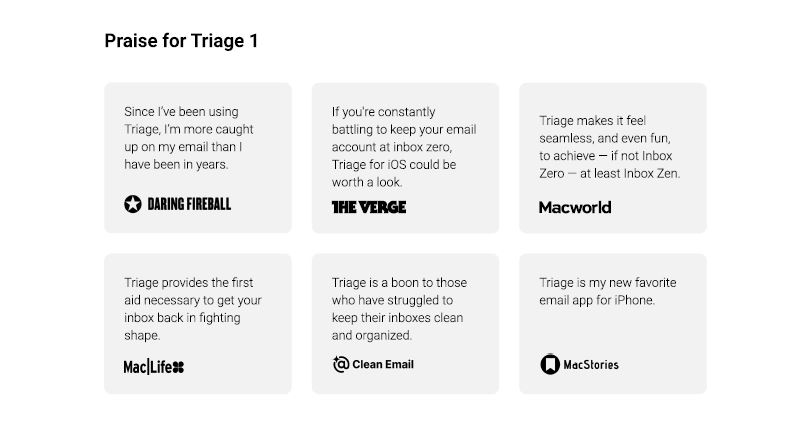 Praise for Triage 1
Since I've been using
Triage, I'm more caught
up on my email than I
have been in years.
DARING FIREBALL
If you're constantly
battling to keep your email
account at inbox zero,
Triage for iOS could be
worth a look.
THE VERGE
Triage makes it feel
seamless, and even fun,
to achieve — if not Inbox
Zero — at least Inbox Zen.
Macworld
Triage provides the first
aid necessary to get your
inbox back in fighting
shape.
Mac|Life
Triage is a boon to those
who have struggled to
keep their inboxes clean
and organized.
Clean Email
Triage is my new favorite
email app for iPhone.
MacStories